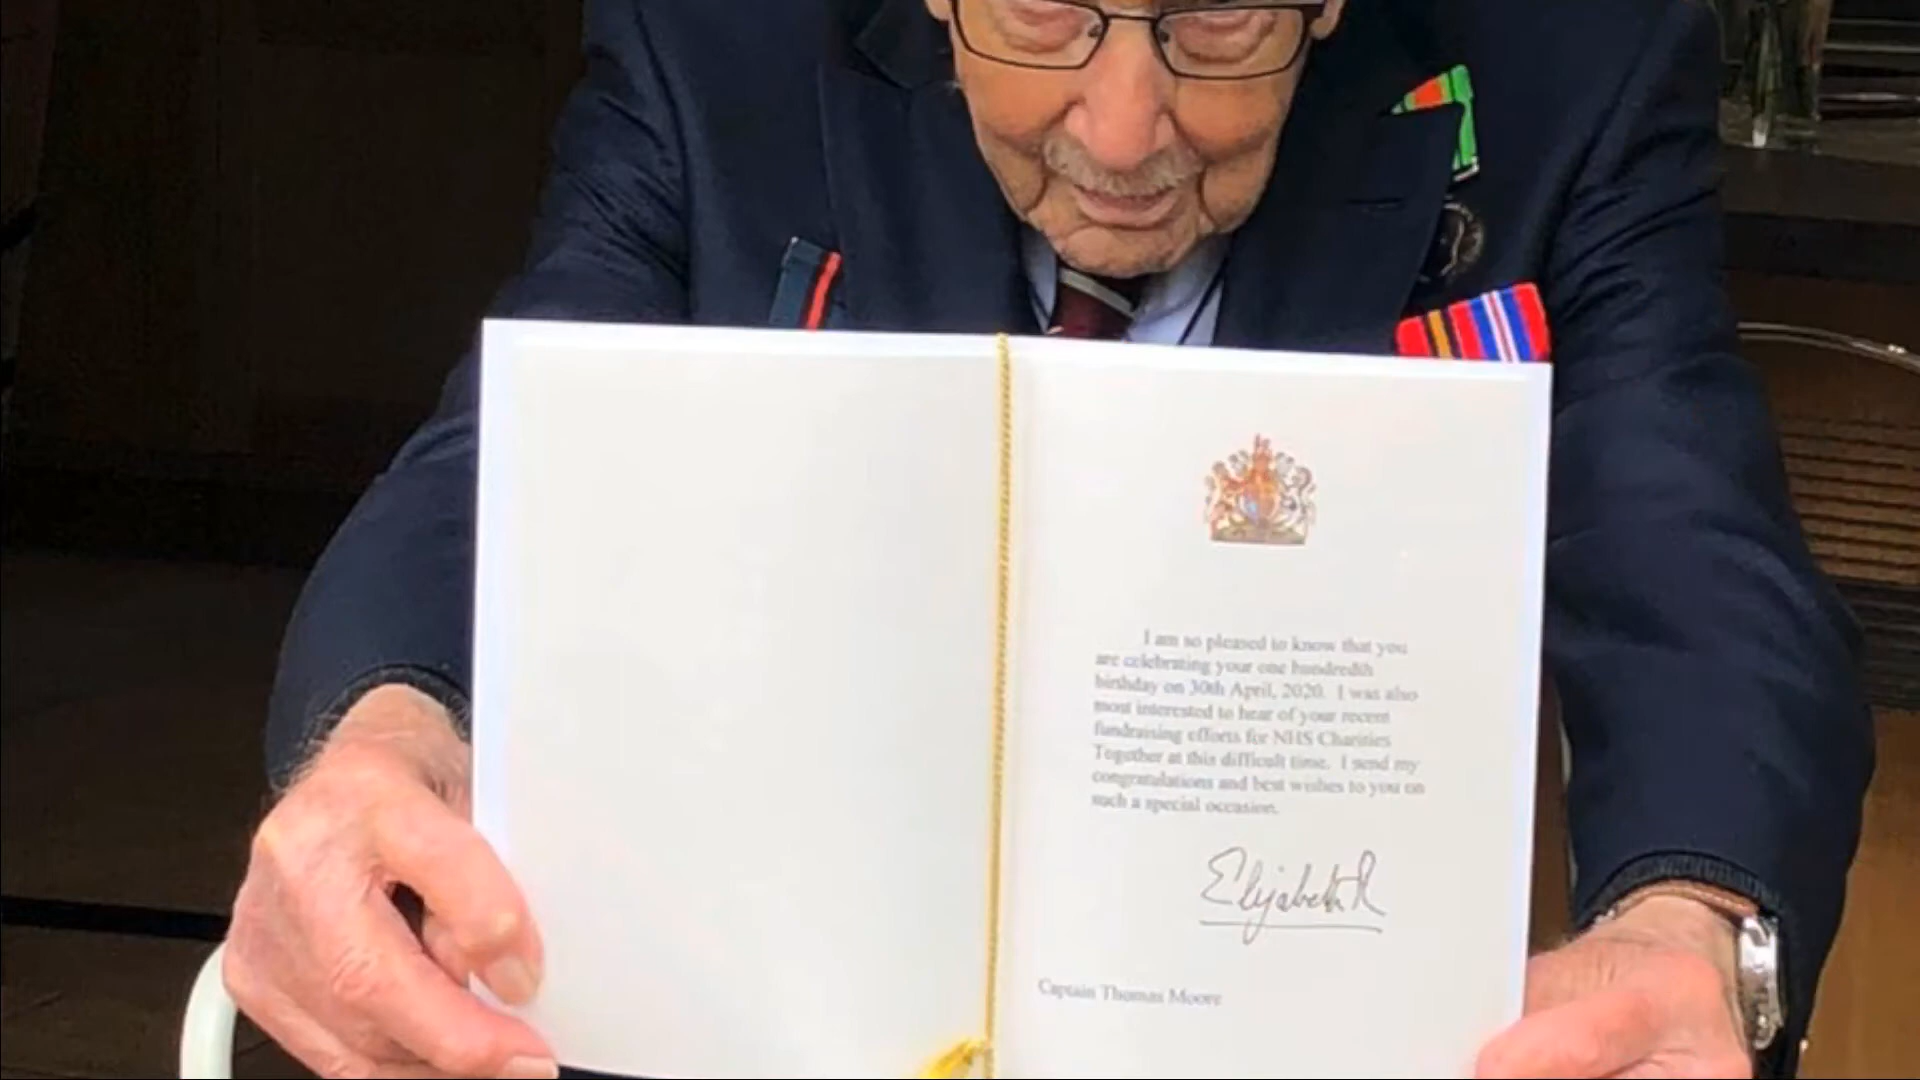 I am so pleased to know that you
are celebrating your one hundredth
birthday on 30th April, 2020. I was also
most interested to hear of your recent
fundraising efforts for NHS Charities
Together at this difficult time. I send my
congratulations and best wishes to you on
such a special occasion.
Elizabeth R
Captain Thomas Moore